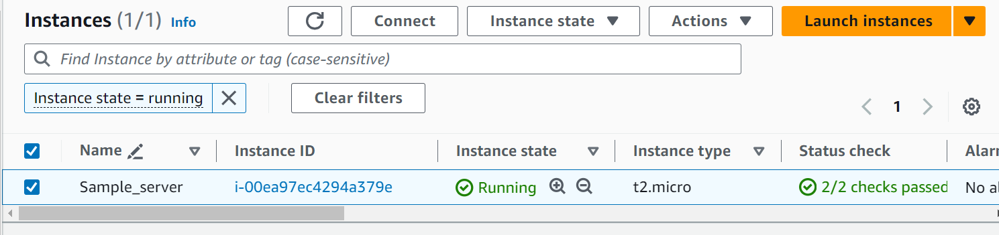 Instances (1/1) Info Connect Instance state Actions Launch instances
Find Instance by attribute or tag (case-sensitive)
Instance state = running Clear filters
1
Name Instance ID Instance state Instance type Status check Alarr
Sample_server i-00ea97ec4294a379e Running t2.micro 2/2 checks passed No al